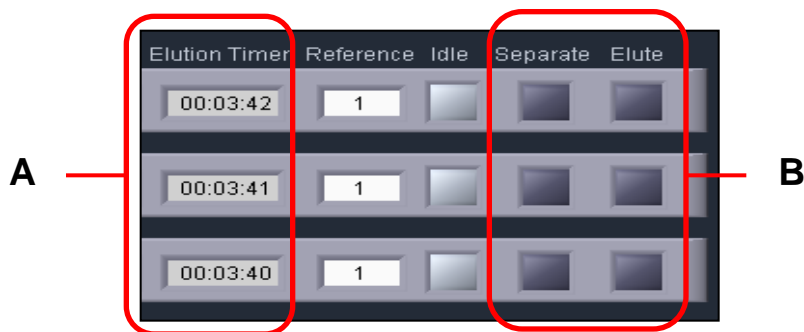 Elution Timer Reference Idle Separate Elute
00:03:42 1
A 00:03:41 1 B
00:03:40 1